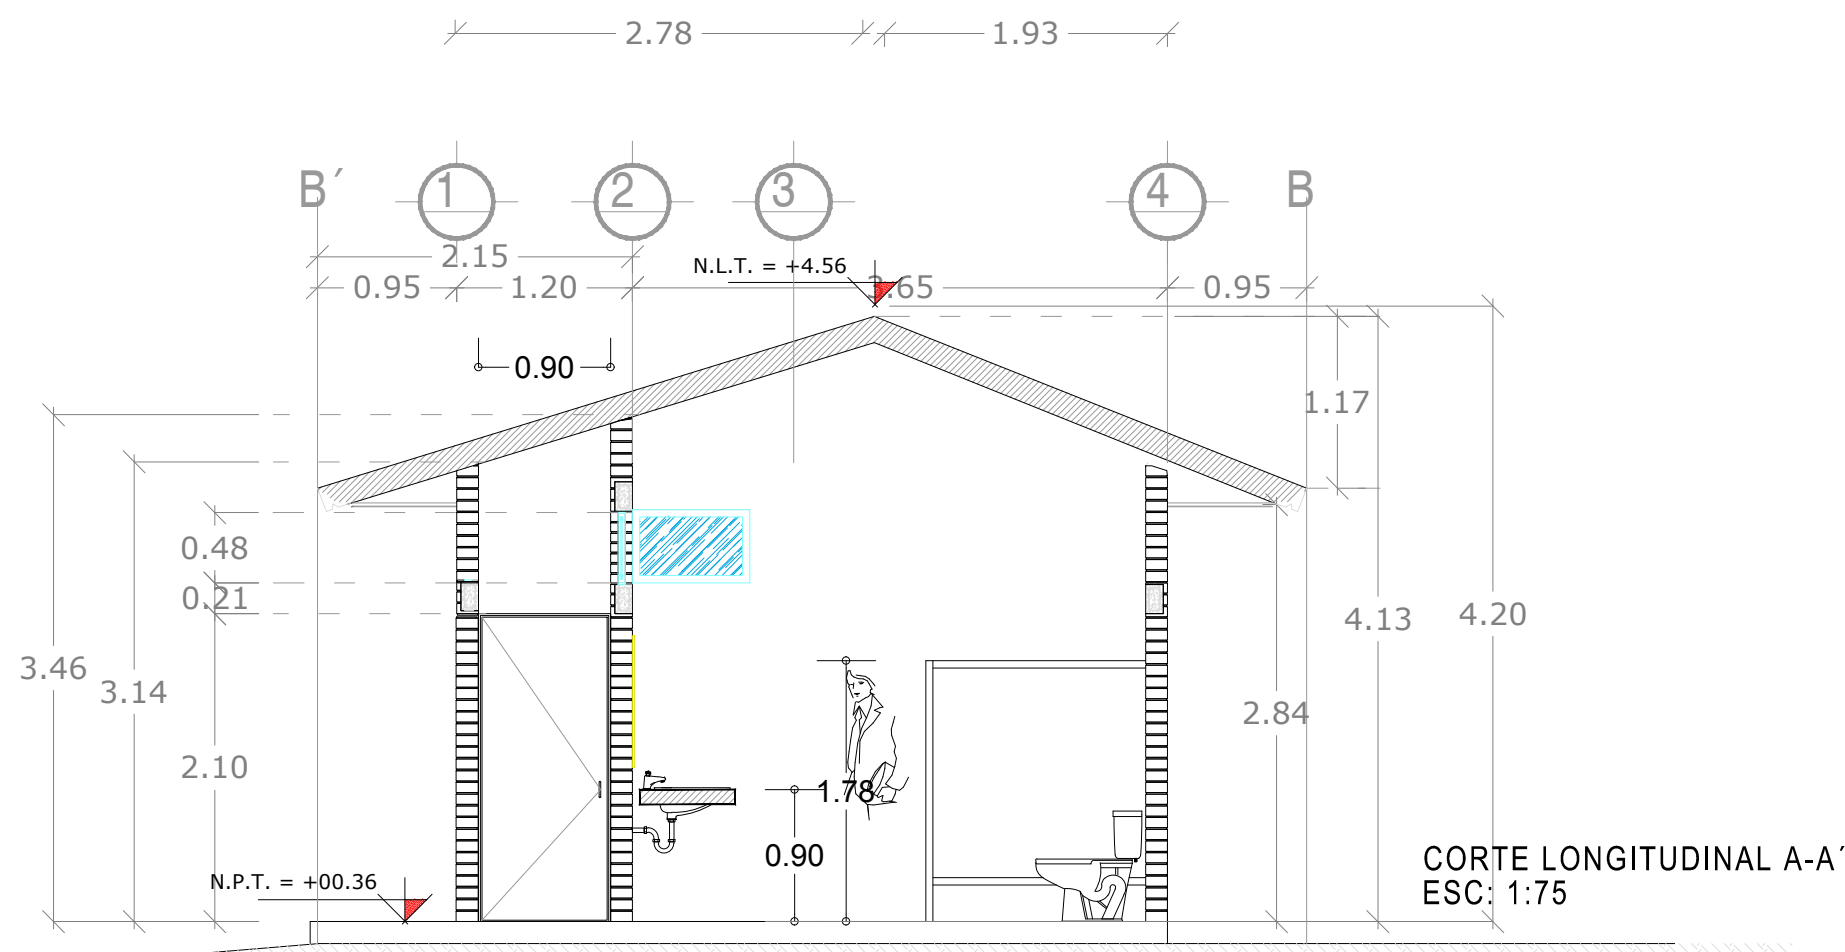 2.78 1.93
B´ 1 2 3 4 B
2.15
N.L.T. = +4.56
0.95 1.20 3.65 0.95
0.90
1.17
0.48
0.21
3.46
3.14
2.10
4.13
4.20
2.84
1.78
0.90
N.P.T. = +00.36
CORTE LONGITUDINAL A-A´
ESC: 1:75